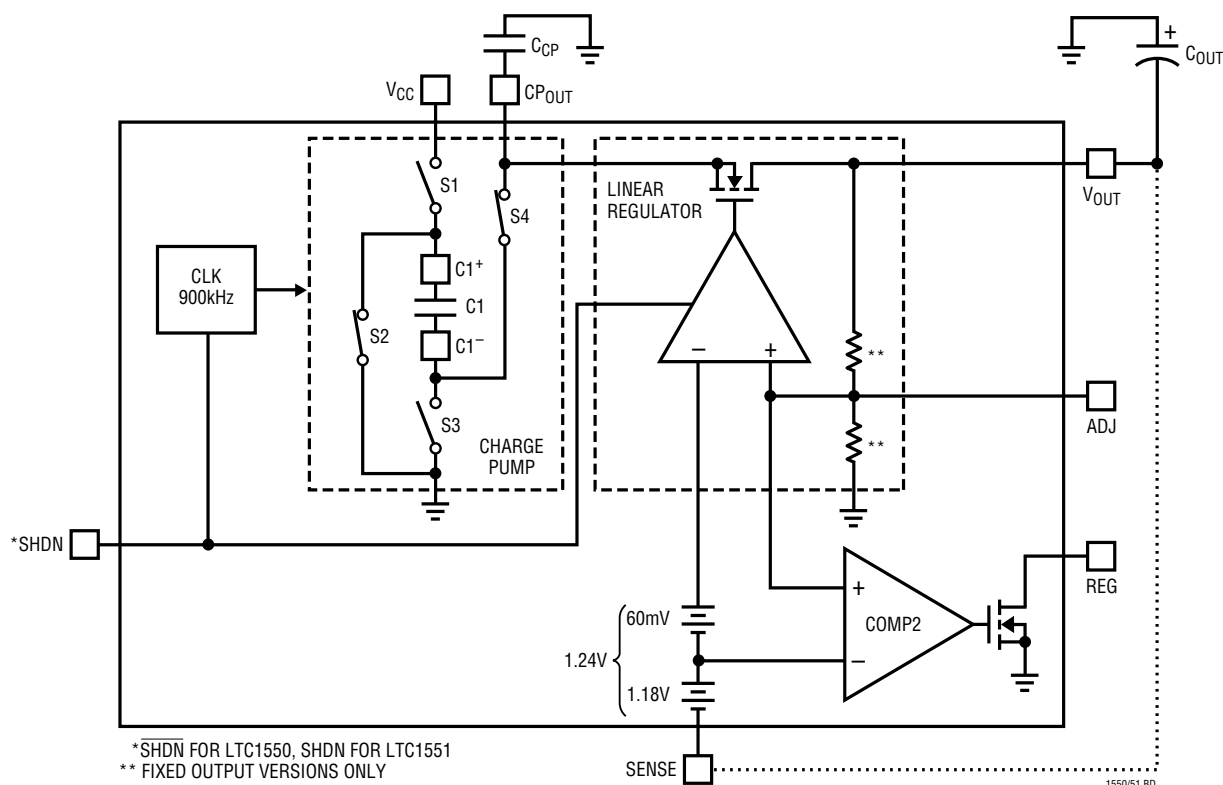 CCP
COUT
VCC
CPOUT
S1
S4
LINEAR
REGULATOR
VOUT
CLK
900kHz
C1+
C1
S2
C1−
− +
**
S3
ADJ
**
CHARGE
PUMP
*SHDN
REG
60mV
+
COMP2
1.24V
−
1.18V
*SHDN FOR LTC1550, SHDN FOR LTC1551
** FIXED OUTPUT VERSIONS ONLY
SENSE
+
1550/51 BD